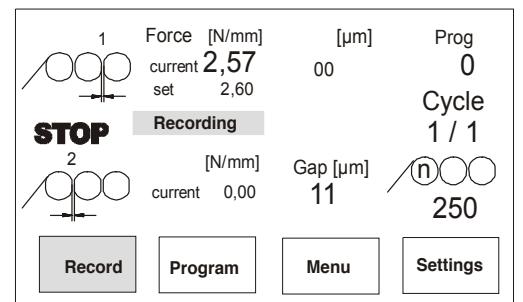 1 Force [N/mm] [µm] Prog
current 2,57 00 0
set 2,60 Cycle
STOP Recording 1 / 1
2 [N/mm] Gap [µm] n
current 0,00 11 250
Record Program Menu Settings